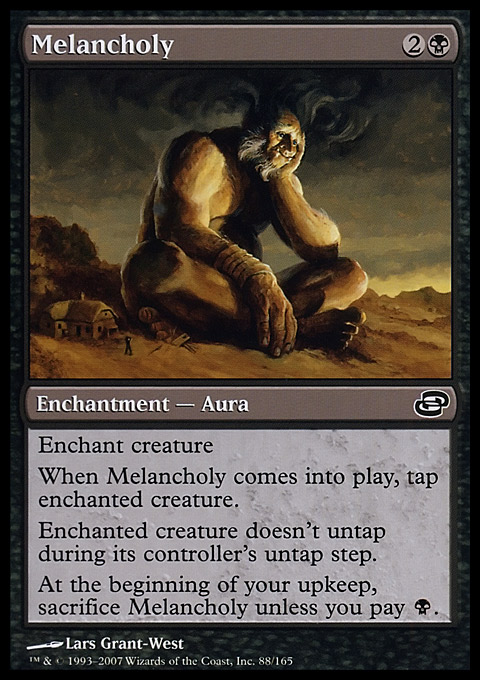 Melancholy 2
Enchantment — Aura
Enchant creature
When Melancholy comes into play, tap
enchanted creature.
Enchanted creature doesn't untap
during its controller's untap step.
At the beginning of your upkeep,
sacrifice Melancholy unless you pay .
Lars Grant-West
™ & © 1993–2007 Wizards of the Coast, Inc. 88/165